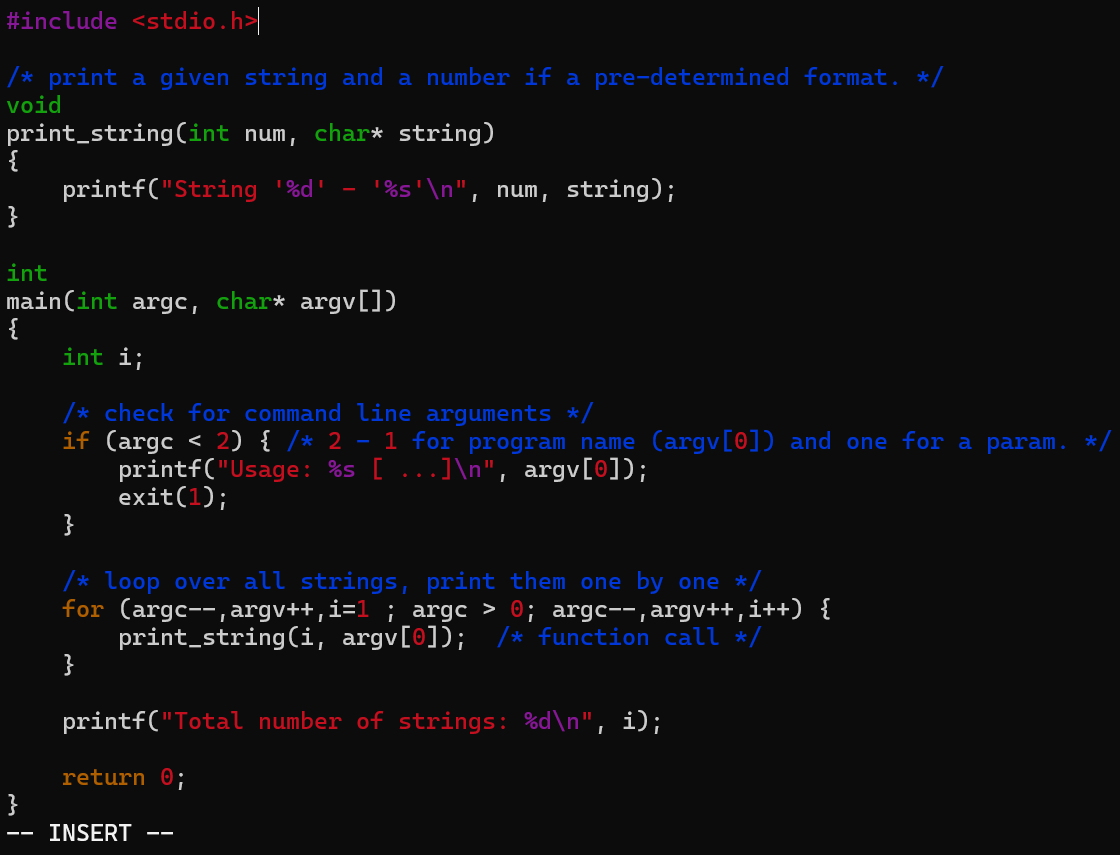 #include <stdio.h>

/* print a given string and a number if a pre-determined format. */
void
print_string(int num, char* string)
{
    printf("String '%d' - '%s'\n", num, string);
}

int
main(int argc, char* argv[])
{
    int i;

    /* check for command line arguments */
    if (argc < 2) { /* 2 - 1 for program name (argv[0]) and one for a param. */
        printf("Usage: %s [ ...]\n", argv[0]);
        exit(1);
    }

    /* loop over all strings, print them one by one */
    for (argc--,argv++,i=1 ; argc > 0; argc--,argv++,i++) {
        print_string(i, argv[0]);  /* function call */
    }

    printf("Total number of strings: %d\n", i);

    return 0;
}
-- INSERT --